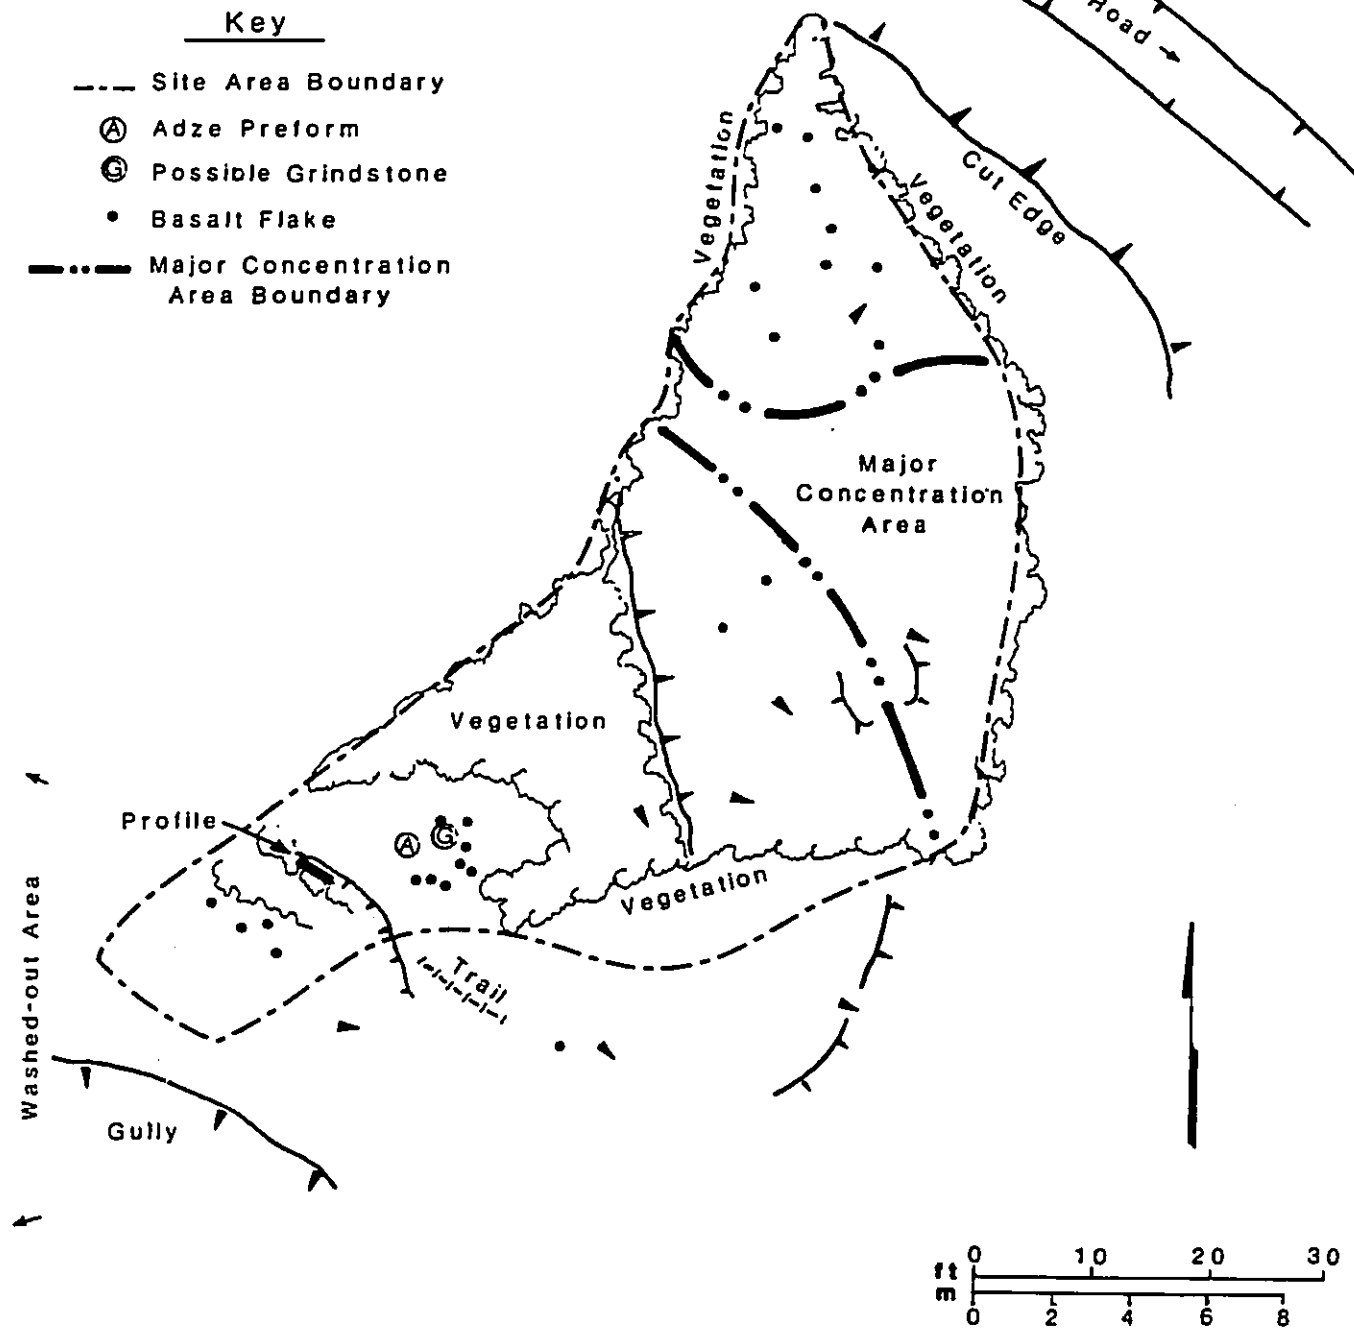 Key
Site Area Boundary
A Adze Preform
G Possible Grindstone
Basalt Flake
Major Concentration
Area Boundary
Road
Vegetation
Vegetation
Cut Edge
Major
Concentration
Area
Vegetation
Profile
A
G
Vegetation
Trail
Washed-out Area
Gully
ft 0 10 20 30
m 0 2 4 6 8